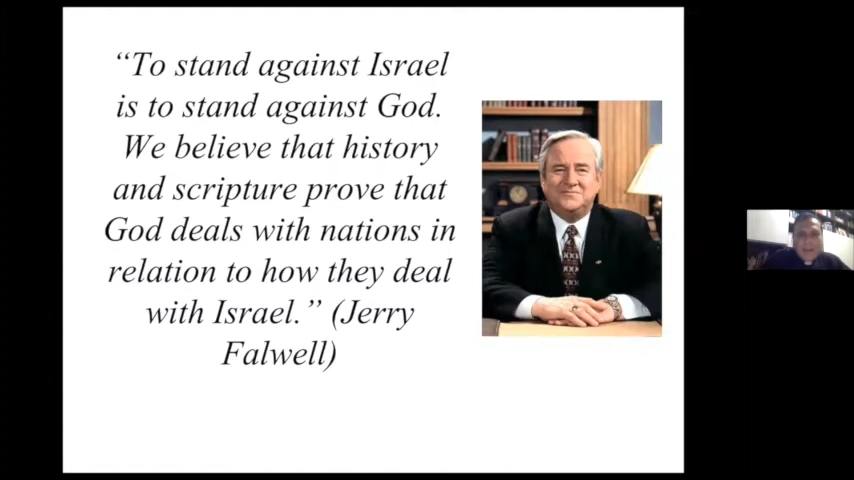 “To stand against Israel
is to stand against God.
We believe that history
and scripture prove that
God deals with nations in
relation to how they deal
with Israel.” (Jerry
Falwell)